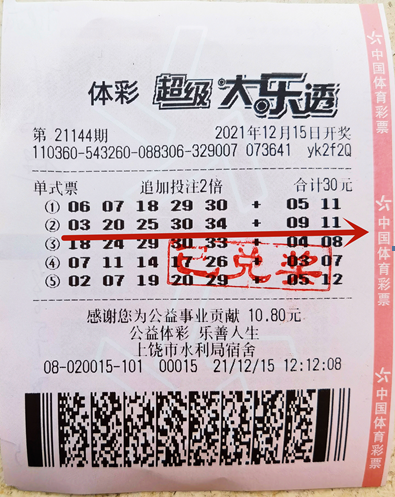 体彩 超级大乐透
第 21144期 2021年12月15日开奖
110360-543260-088306-329007 073641 yk2f2Q
单式票 追加投注2倍 合计30元
① 06 07 18 29 30 + 05 11
② 03 20 25 30 34 + 09 11
③ 18 24 29 30 33 + 04 08
④ 07 11 14 17 26 + 03 07
⑤ 02 07 19 20 29 + 05 12
已兑奖
感谢您为公益事业贡献 10.80元
公益体彩 乐善人生
上饶市水利局宿舍
08-020015-101 00015 21/12/15 12:12:08
中国体育彩票
中国体育彩票
中国体育彩票